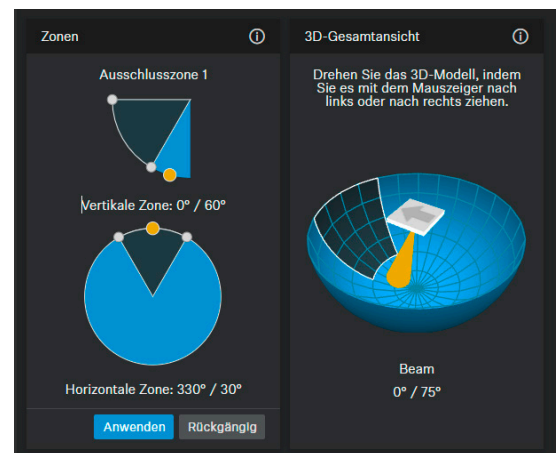 Zonen
Ausschlusszone 1
Vertikale Zone: 0° / 60°
Horizontale Zone: 330° / 30°
Anwenden
Rückgängig
3D-Gesamtansicht
Drehen Sie das 3D-Modell, indem
Sie es mit dem Mauszeiger nach
links oder nach rechts ziehen.
Beam
0° / 75°